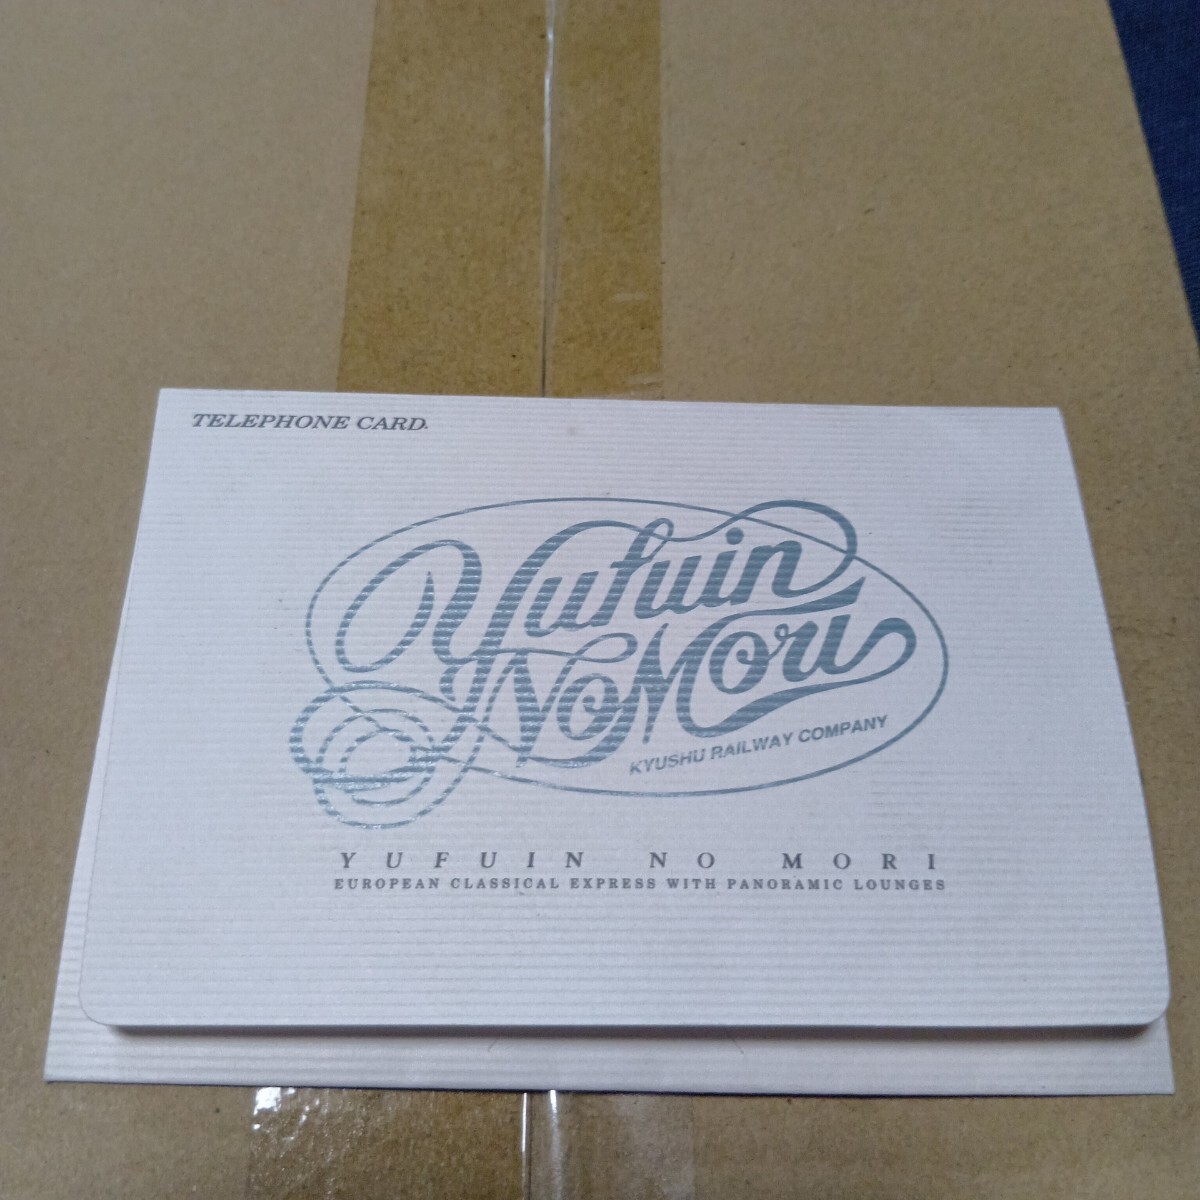 TELEPHONE CARD.
Yufuin
No Mori
KYUSHU RAILWAY COMPANY
YUFUIN NO MORI
EUROPEAN CLASSICAL EXPRESS WITH PANORAMIC LOUNGES